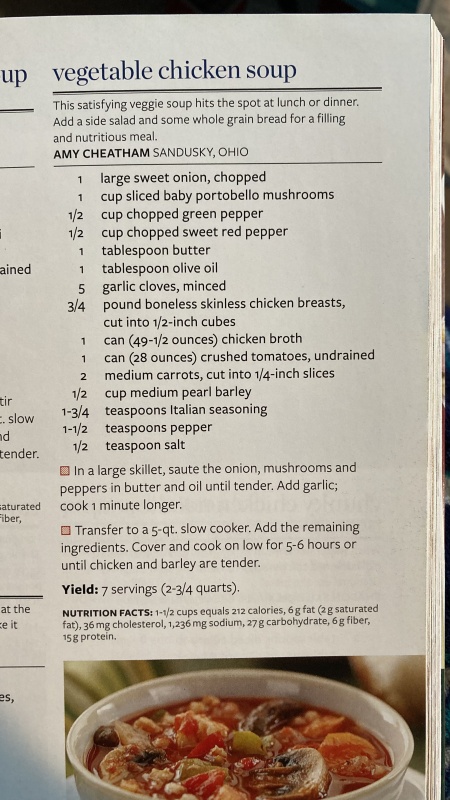 up
vegetable chicken soup
This satisfying veggie soup hits the spot at lunch or dinner.
Add a side salad and some whole grain bread for a filling
and nutritious meal.
AMY CHEATHAM SANDUSKY, OHIO
1 large sweet onion, chopped
1 cup sliced baby portobello mushrooms
1/2 cup chopped green pepper
1/2 cup chopped sweet red pepper
1 tablespoon butter
1 tablespoon olive oil
5 garlic cloves, minced
3/4 pound boneless skinless chicken breasts,
cut into 1/2-inch cubes
1 can (49-1/2 ounces) chicken broth
1 can (28 ounces) crushed tomatoes, undrained
2 medium carrots, cut into 1/4-inch slices
1/2 cup medium pearl barley
1-3/4 teaspoons Italian seasoning
1-1/2 teaspoons pepper
1/2 teaspoon salt
In a large skillet, saute the onion, mushrooms and
peppers in butter and oil until tender. Add garlic;
cook 1 minute longer.
Transfer to a 5-qt. slow cooker. Add the remaining
ingredients. Cover and cook on low for 5-6 hours or
until chicken and barley are tender.
Yield: 7 servings (2-3/4 quarts).
NUTRITION FACTS: 1-1/2 cups equals 212 calories, 6 g fat (2 g saturated
fat), 36 mg cholesterol, 1,236 mg sodium, 27 g carbohydrate, 6 g fiber,
15 g protein.
ained
tir
t. slow
nd
tender.
saturated
fiber,
at the
ke it
es,